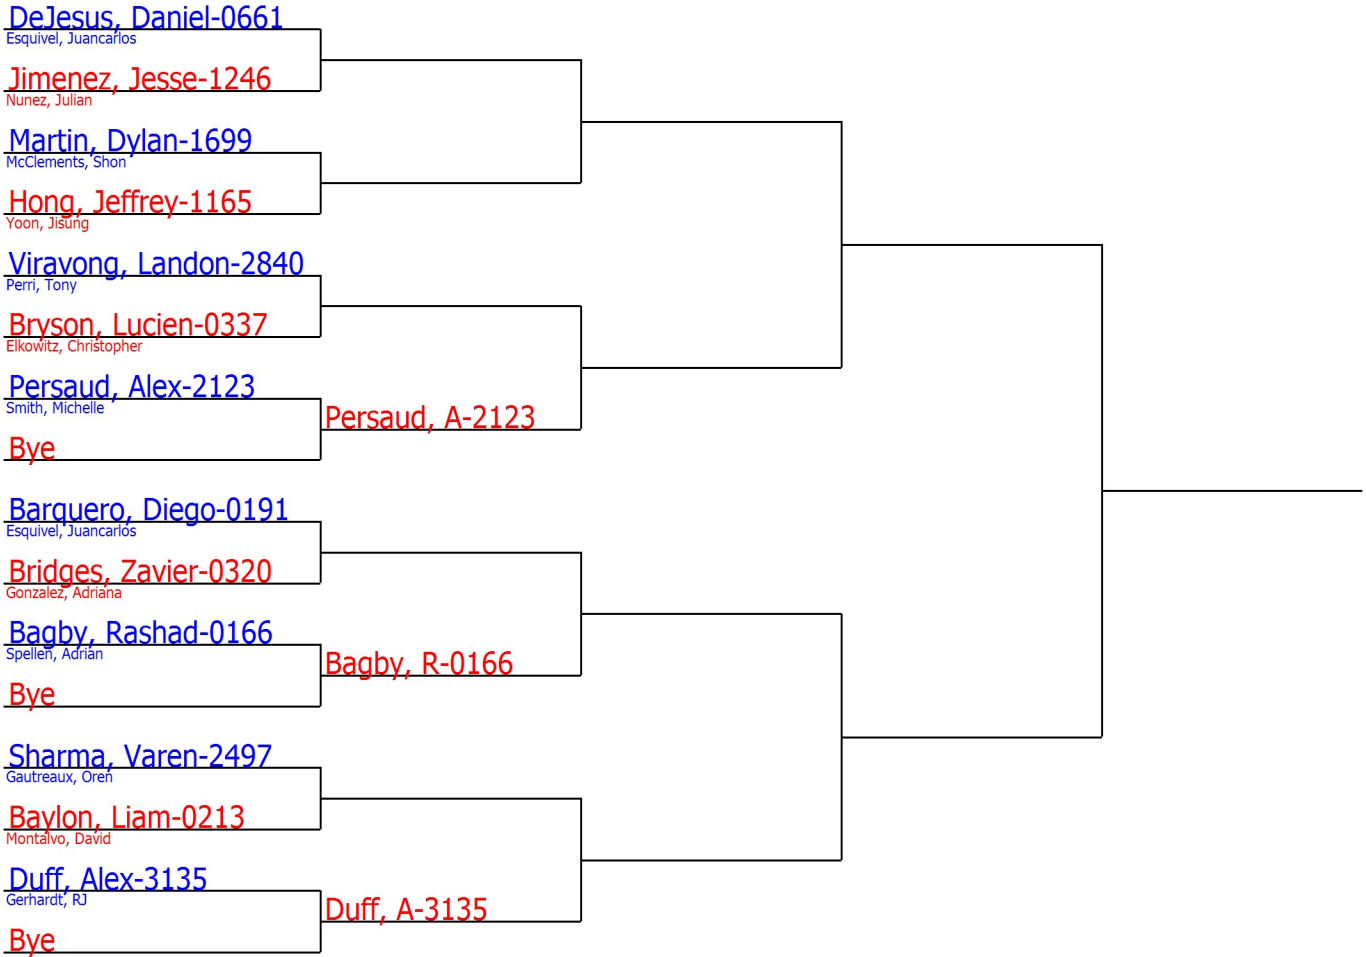 DeJesus, Daniel-0661
Esquivel, Juancarlos
Jimenez, Jesse-1246
Nunez, Julian
Martin, Dylan-1699
McClements, Shon
Hong, Jeffrey-1165
Yoon, Jisung
Viravong, Landon-2840
Perri, Tony
Bryson, Lucien-0337
Elkowitz, Christopher
Persaud, Alex-2123
Smith, Michelle
Persaud, A-2123
Bye
Barquero, Diego-0191
Esquivel, Juancarlos
Bridges, Zavier-0320
Gonzalez, Adriana
Bagby, Rashad-0166
Spellen, Adrian
Bagby, R-0166
Bye
Sharma, Varen-2497
Gautreaux, Oren
Baylon, Liam-0213
Montalvo, David
Duff, Alex-3135
Gerhardt, RJ
Duff, A-3135
Bye